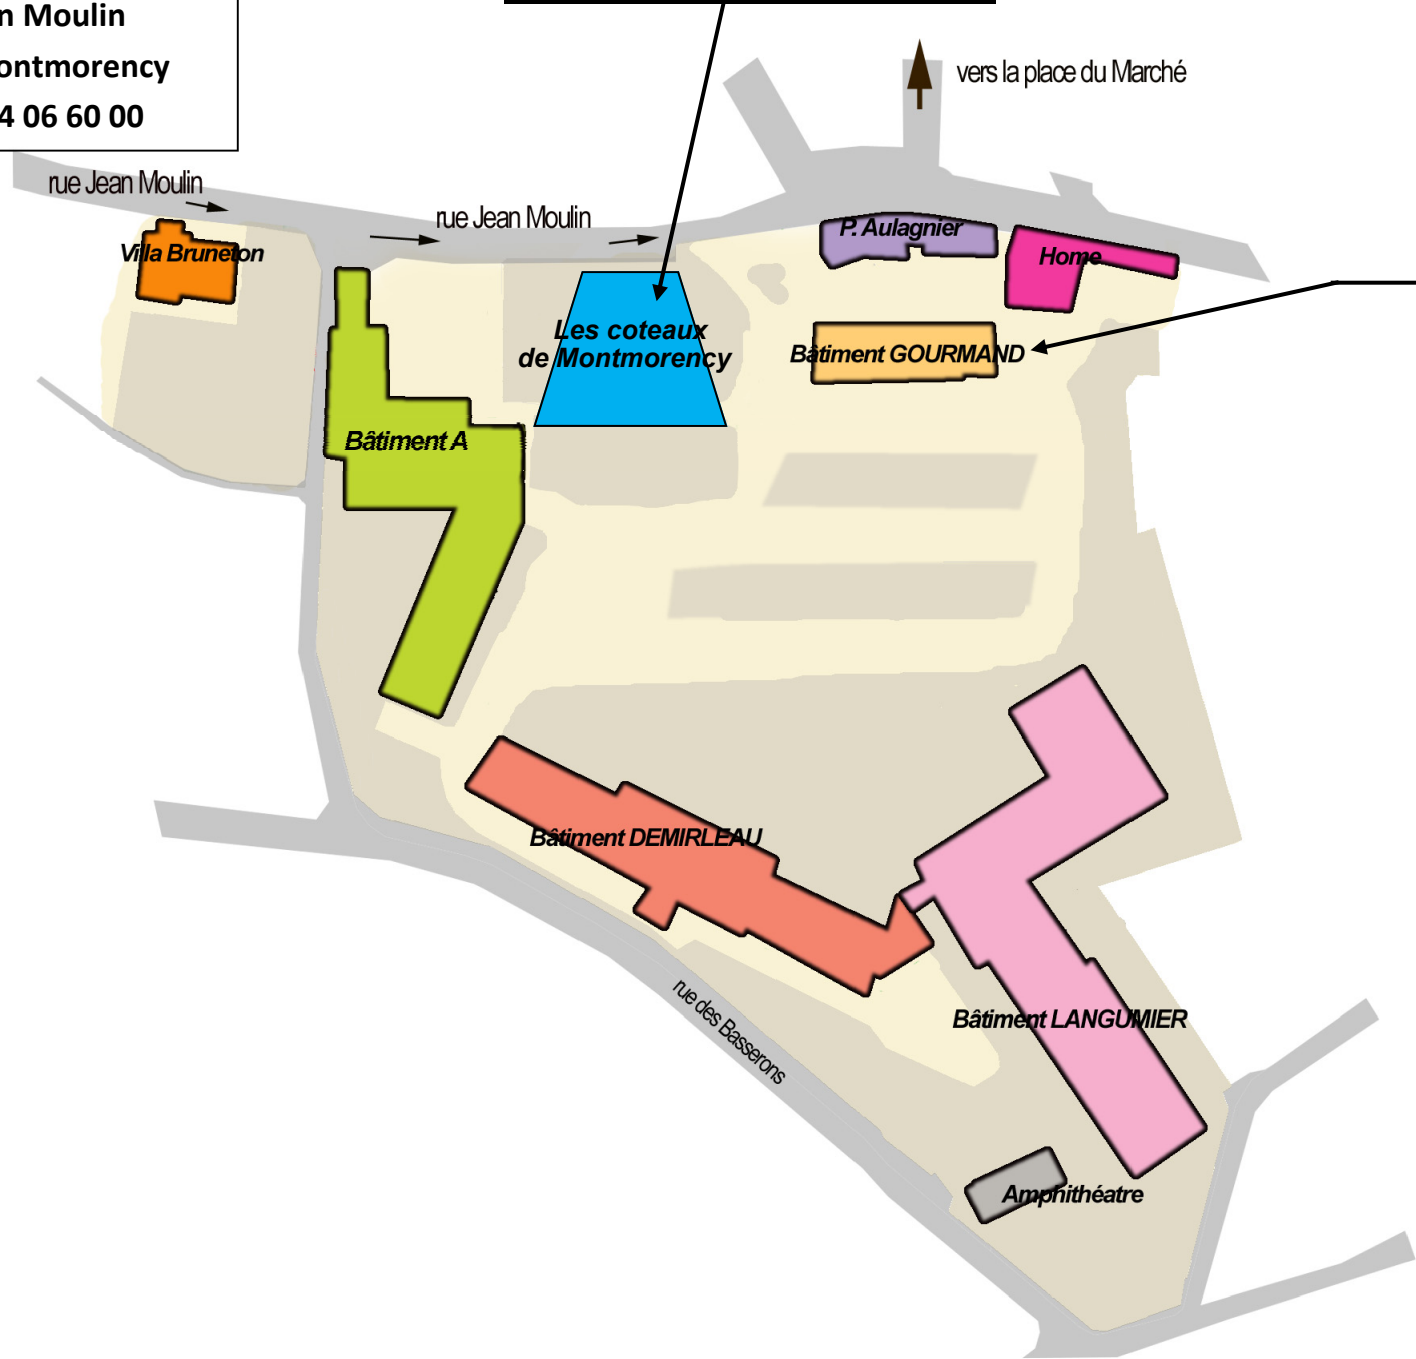 n Moulin
ontmorency
4 06 60 00
vers la place du Marché
rue Jean Moulin
rue Jean Moulin
P. Aulagnier
Villa Bruneton
Home
Les coteaux
de Montmorency
Bâtiment GOURMAND
Bâtiment A
Bâtiment DEMIRLEAU
rue des Basserons
Bâtiment LANGUMIER
Amphithéatre